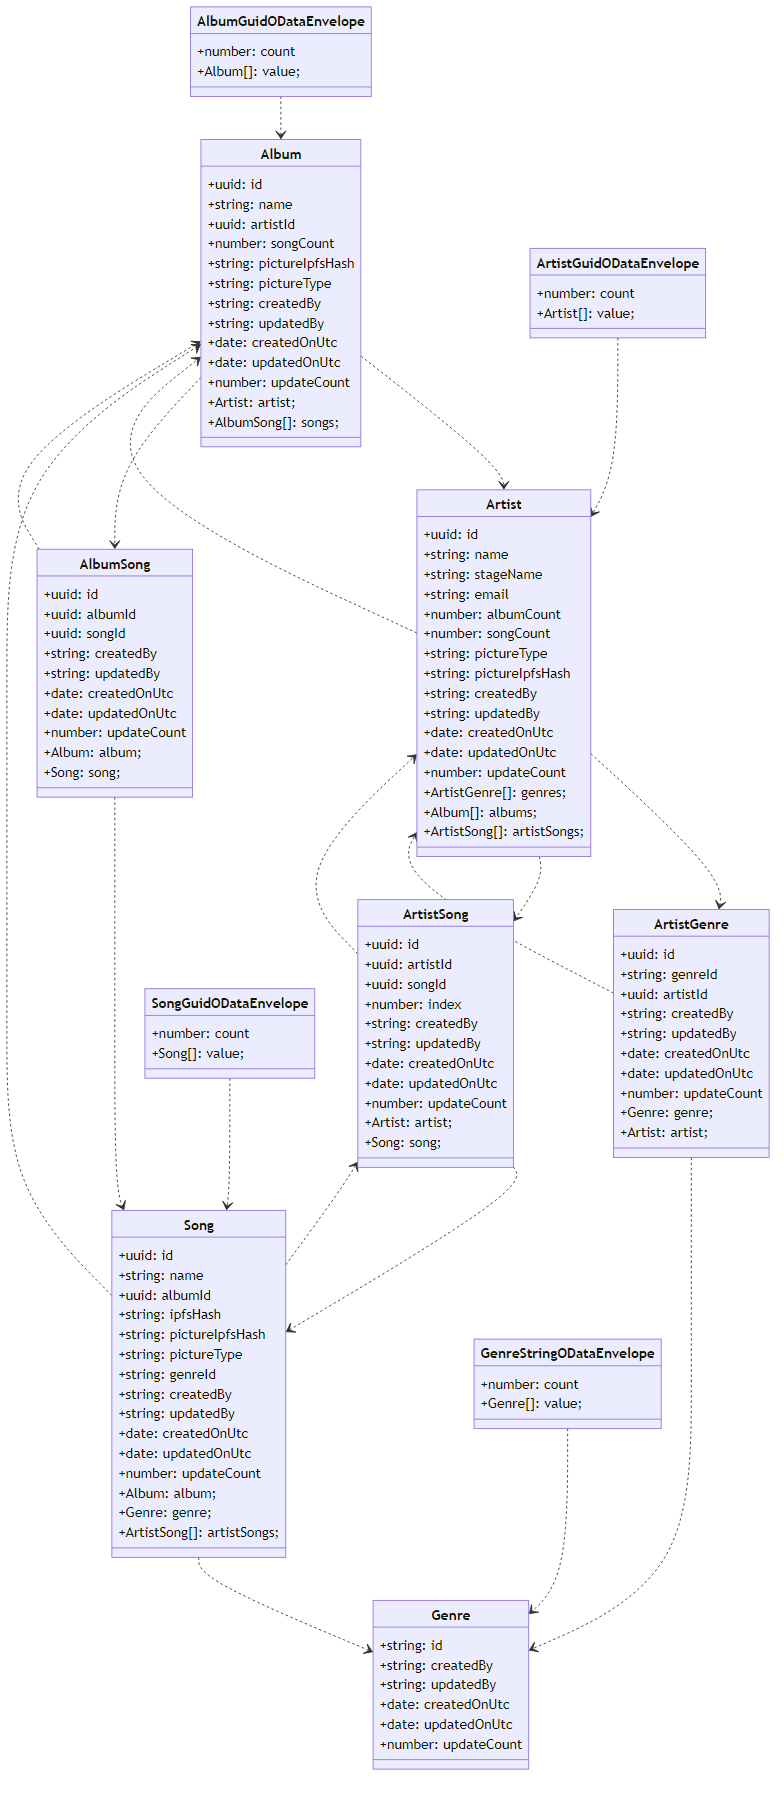 AlbumGuidODataEnvelope
+number: count
+Album[]: value;
Album
+uuid: id
+string: name
+uuid: artistId
+number: songCount
+string: pictureIpfsHash
+string: pictureType
+string: createdBy
+string: updatedBy
+date: createdOnUtc
+date: updatedOnUtc
+number: updateCount
+Artist: artist;
+AlbumSong[]: songs;
ArtistGuidODataEnvelope
+number: count
+Artist[]: value;
Artist
+uuid: id
+string: name
+string: stageName
+string: email
+number: albumCount
+number: songCount
+string: pictureType
+string: pictureIpfsHash
+string: createdBy
+string: updatedBy
+date: createdOnUtc
+date: updatedOnUtc
+number: updateCount
+ArtistGenre[]: genres;
+Album[]: albums;
+ArtistSong[]: artistSongs;
AlbumSong
+uuid: id
+uuid: albumId
+uuid: songId
+string: createdBy
+string: updatedBy
+date: createdOnUtc
+date: updatedOnUtc
+number: updateCount
+Album: album;
+Song: song;
ArtistSong
+uuid: id
+uuid: artistId
+uuid: songId
+number: index
+string: createdBy
+string: updatedBy
+date: createdOnUtc
+date: updatedOnUtc
+number: updateCount
+Artist: artist;
+Song: song;
ArtistGenre
+uuid: id
+string: genreId
+uuid: artistId
+string: createdBy
+string: updatedBy
+date: createdOnUtc
+date: updatedOnUtc
+number: updateCount
+Genre: genre;
+Artist: artist;
SongGuidODataEnvelope
+number: count
+Song[]: value;
Song
+uuid: id
+string: name
+uuid: albumId
+string: ipfsHash
+string: pictureIpfsHash
+string: pictureType
+string: genreId
+string: createdBy
+string: updatedBy
+date: createdOnUtc
+date: updatedOnUtc
+number: updateCount
+Album: album;
+Genre: genre;
+ArtistSong[]: artistSongs;
GenreStringODataEnvelope
+number: count
+Genre[]: value;
Genre
+string: id
+string: createdBy
+string: updatedBy
+date: createdOnUtc
+date: updatedOnUtc
+number: updateCount